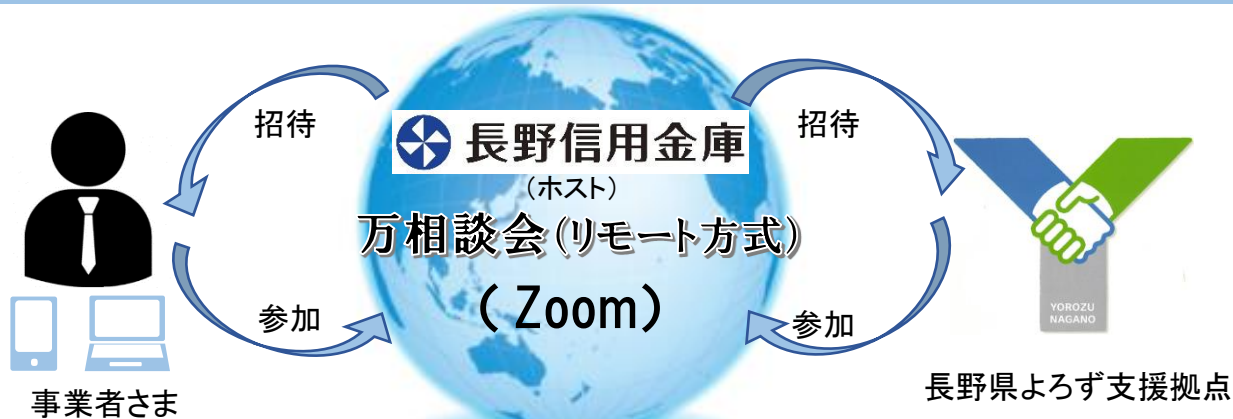 招待
招待
長野信用金庫
(ホスト)
万相談会(リモート方式)
(Zoom)
参加
参加
YOROZU
NAGANO
事業者さま
長野県よろず支援拠点